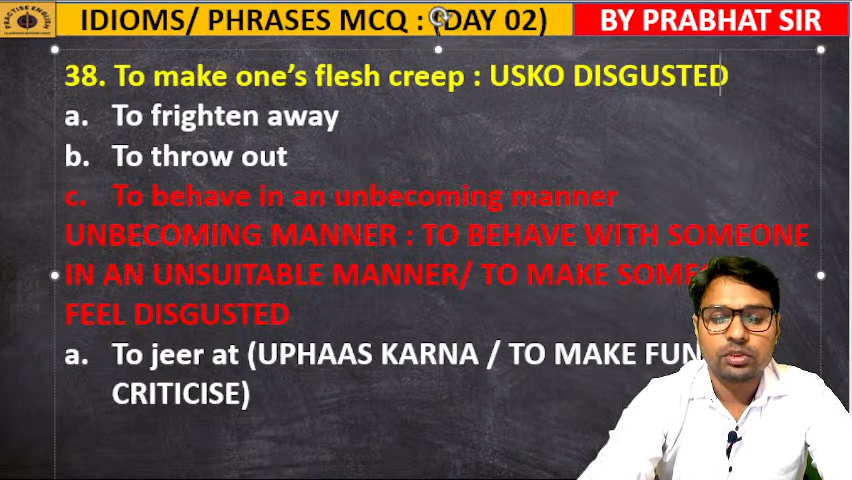 IDIOMS/ PHRASES MCQ : (DAY 02)
BY PRABHAT SIR
38. To make one's flesh creep : USKO DISGUSTED
a. To frighten away
b. To throw out
c. To behave in an unbecoming manner
UNBECOMING MANNER : TO BEHAVE WITH SOMEONE
IN AN UNSUITABLE MANNER/ TO MAKE
FEEL DISGUSTED
a. To jeer at (UPHAAS KARNA / TO MAKE FUN
CRITICISE)